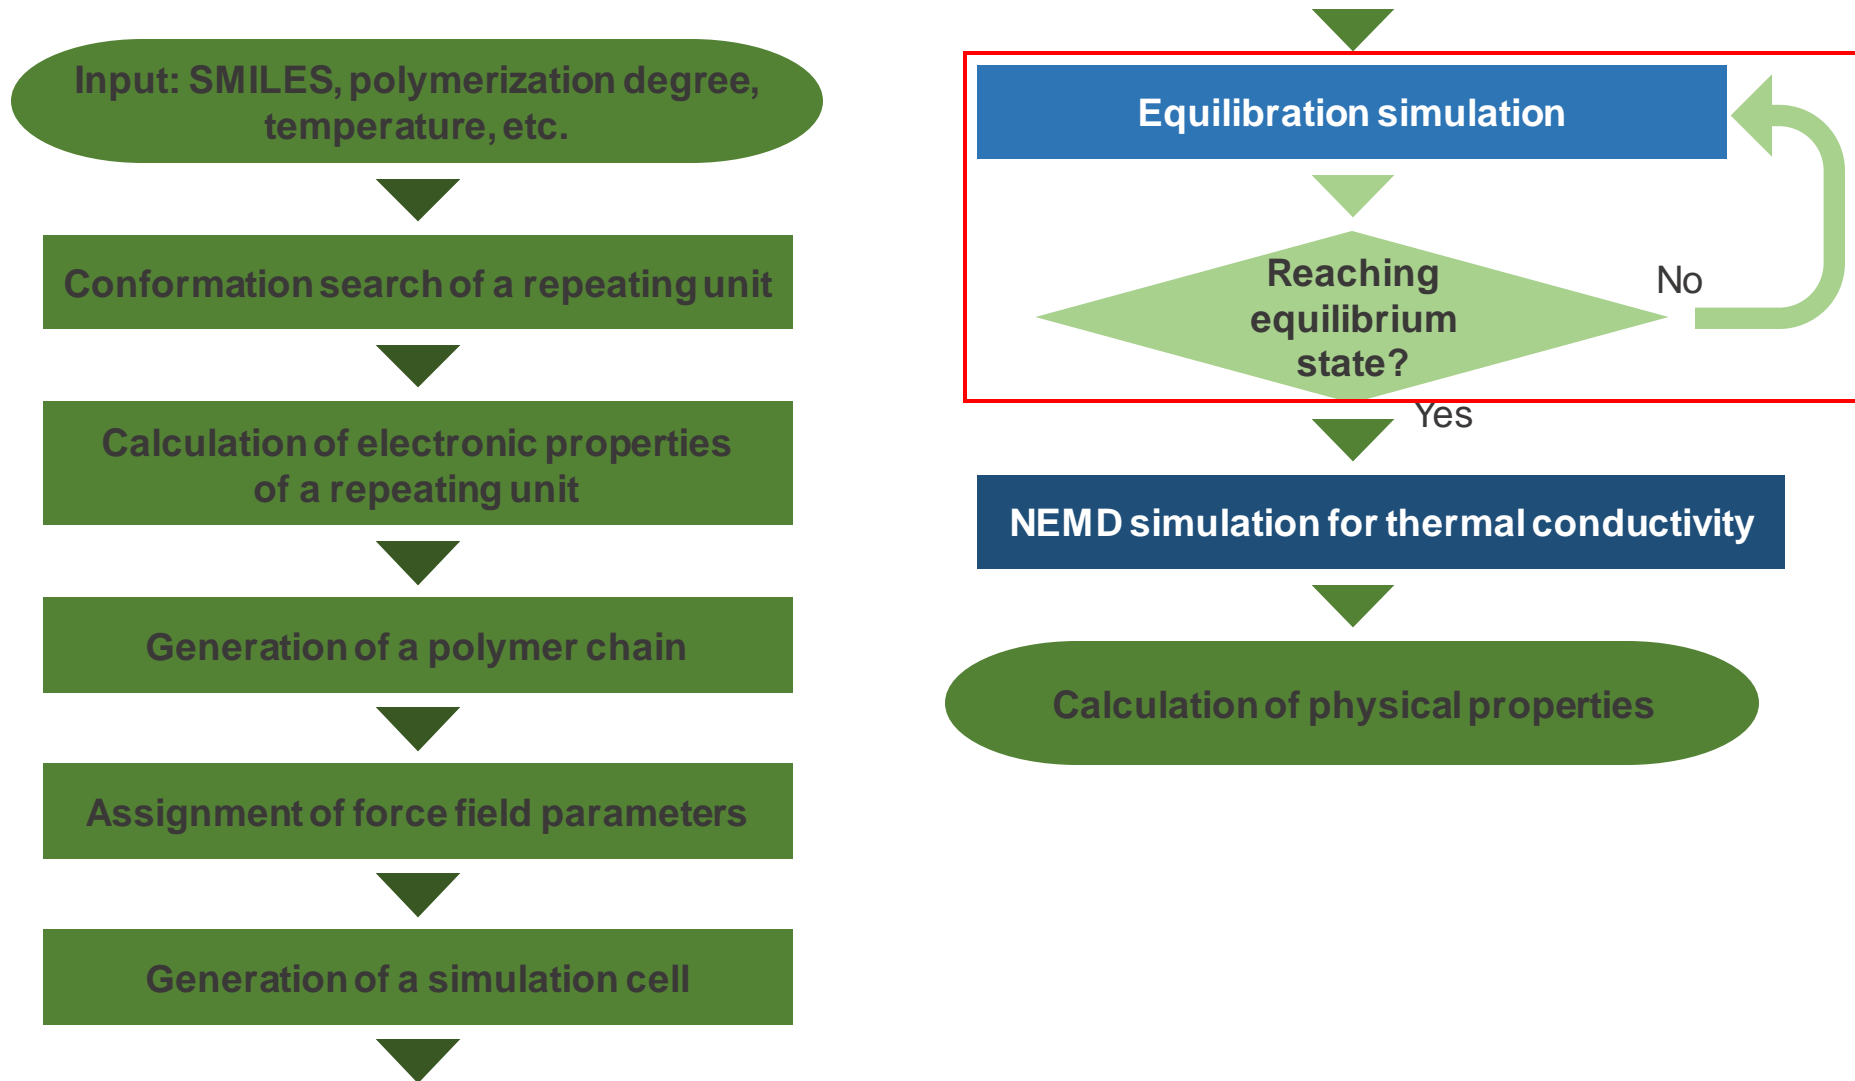 Input: SMILES, polymerization degree,
temperature, etc.
Conformation search of a repeating unit
Calculation of electronic properties
of a repeating unit
Generation of a polymer chain
Assignment of force field parameters
Generation of a simulation cell
Equilibration simulation
Reaching
equilibrium
state?
No
Yes
NEMD simulation for thermal conductivity
Calculation of physical properties